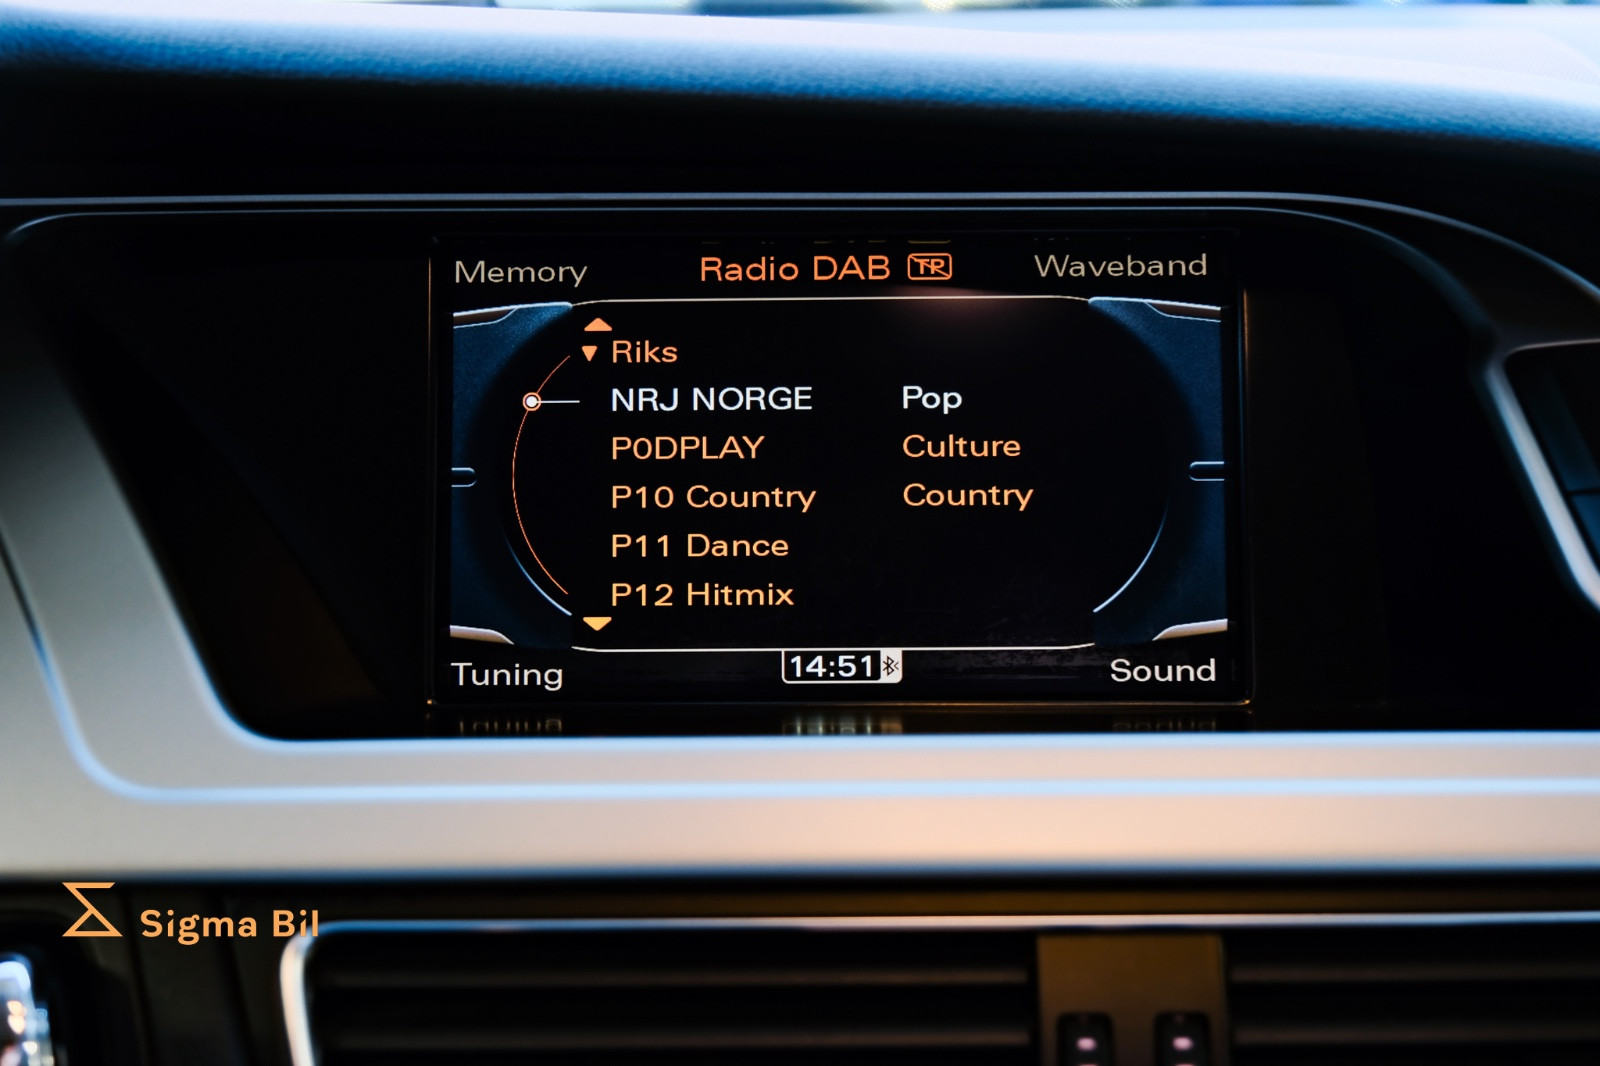 Memory Radio DAB TP Waveband
Riks
NRJ NORGE Pop
P0DPLAY Culture
P10 Country Country
P11 Dance
P12 Hitmix
Tuning 14:51 Sound
Sigma Bil